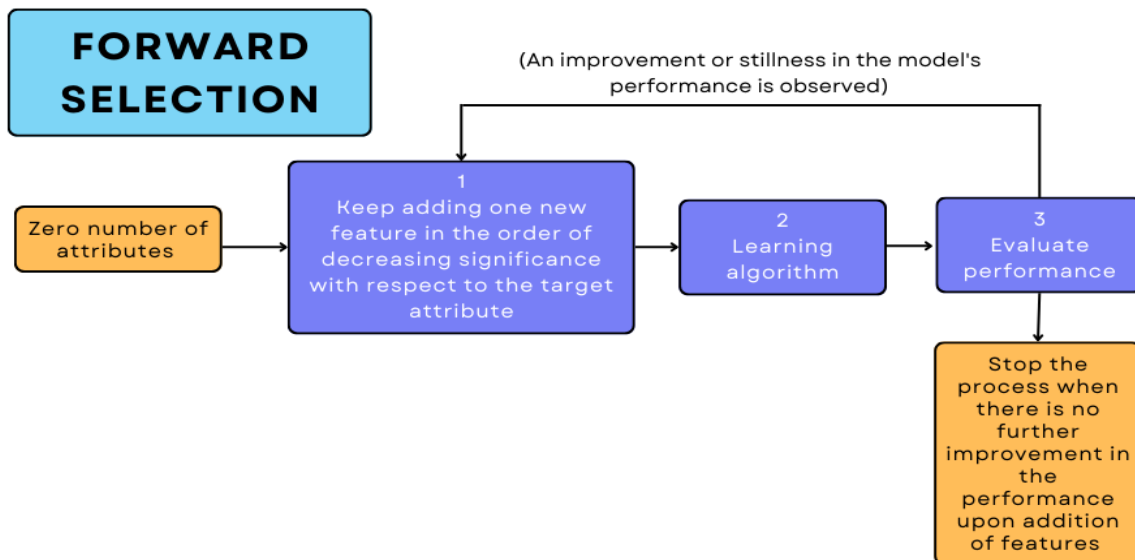 FORWARD
SELECTION
(An improvement or stillness in the model's
performance is observed)
Zero number of
attributes
1
Keep adding one new
feature in the order of
decreasing significance
with respect to the target
attribute
2
Learning
algorithm
3
Evaluate
performance
Stop the
process when
there is no
further
improvement in
the
performance
upon addition
of features